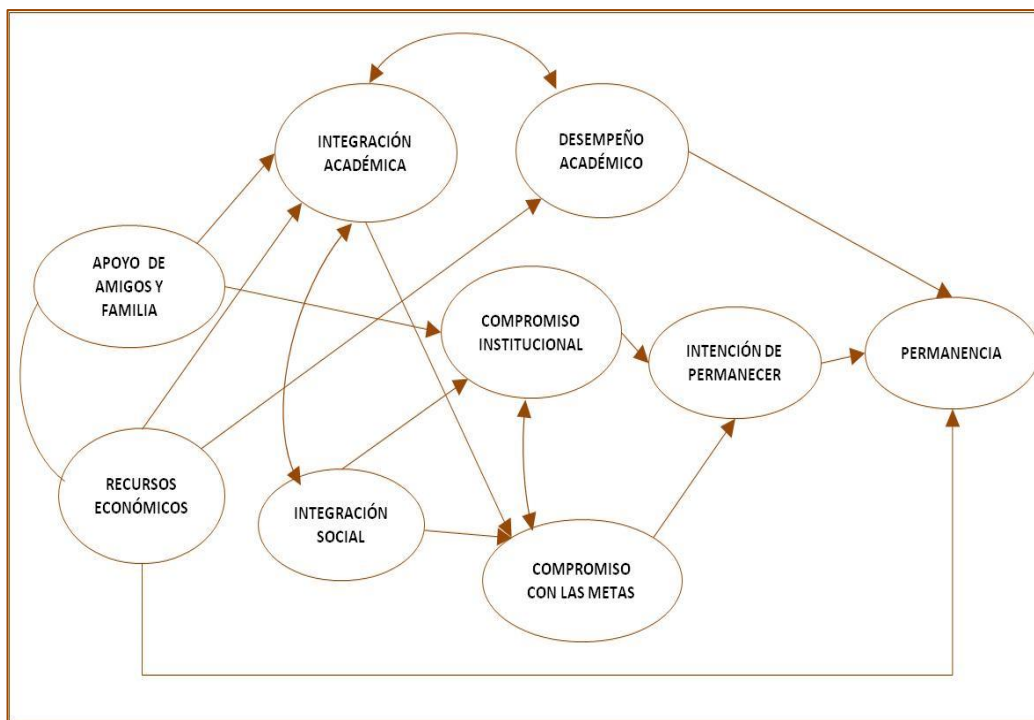 INTEGRACIÓN
ACADÉMICA
DESEMPEÑO
ACADÉMICO
APOYO DE
AMIGOS Y
FAMILIA
COMPROMISO
INSTITUCIONAL
INTENCIÓN DE
PERMANECER
PERMANENCIA
RECURSOS
ECONÓMICOS
INTEGRACIÓN
SOCIAL
COMPROMISO
CON LAS METAS